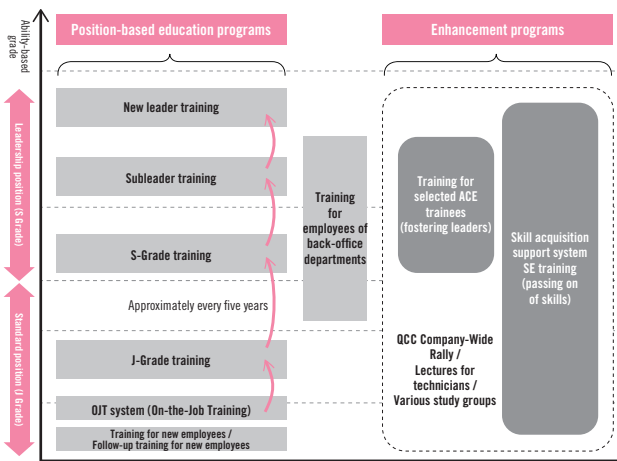 Ability-based
grade
Position-based education programs
Enhancement programs
Leadership position (S Grade)
Standard position (J Grade)
New leader training
Subleader training
S-Grade training
Approximately every five years
J-Grade training
OJT system (On-the-Job Training)
Training for new employees /
Follow-up training for new employees
Training
for
employees of
back-office
departments
Training for
selected ACE
trainees
(fostering leaders)
QCC Company-Wide
Rally /
Lectures for
technicians /
Various study groups
Skill acquisition
support system
SE training
(passing on
of skills)